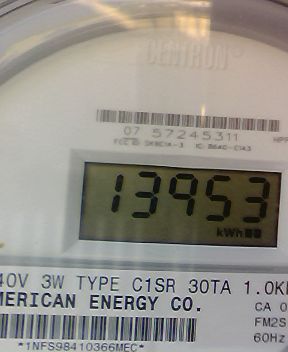 CENTRON®
07 57245311
13953
kWh
40V 3W TYPE C1SR 30TA 1.0K
MERICAN ENERGY CO.
CA 0
FM2S
60HZ
*1NFS98410366MEC*